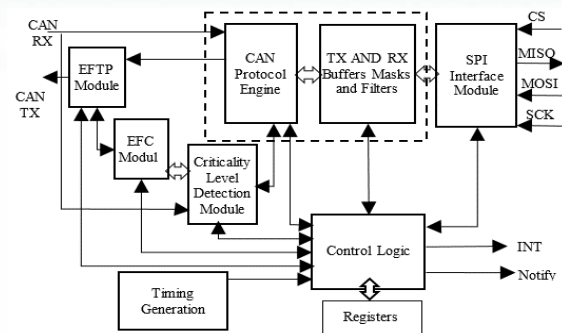 CAN
RX
CS
MISO
MOSI
SCK
EFTP
Module
CAN
TX
CAN
Protocol
Engine
TX AND RX
Buffers Masks
and Filters
SPI
Interface
Module
EFC
Modul
Criticality
Level
Detection
Module
Control Logic
INT
Notify
Timing
Generation
Registers